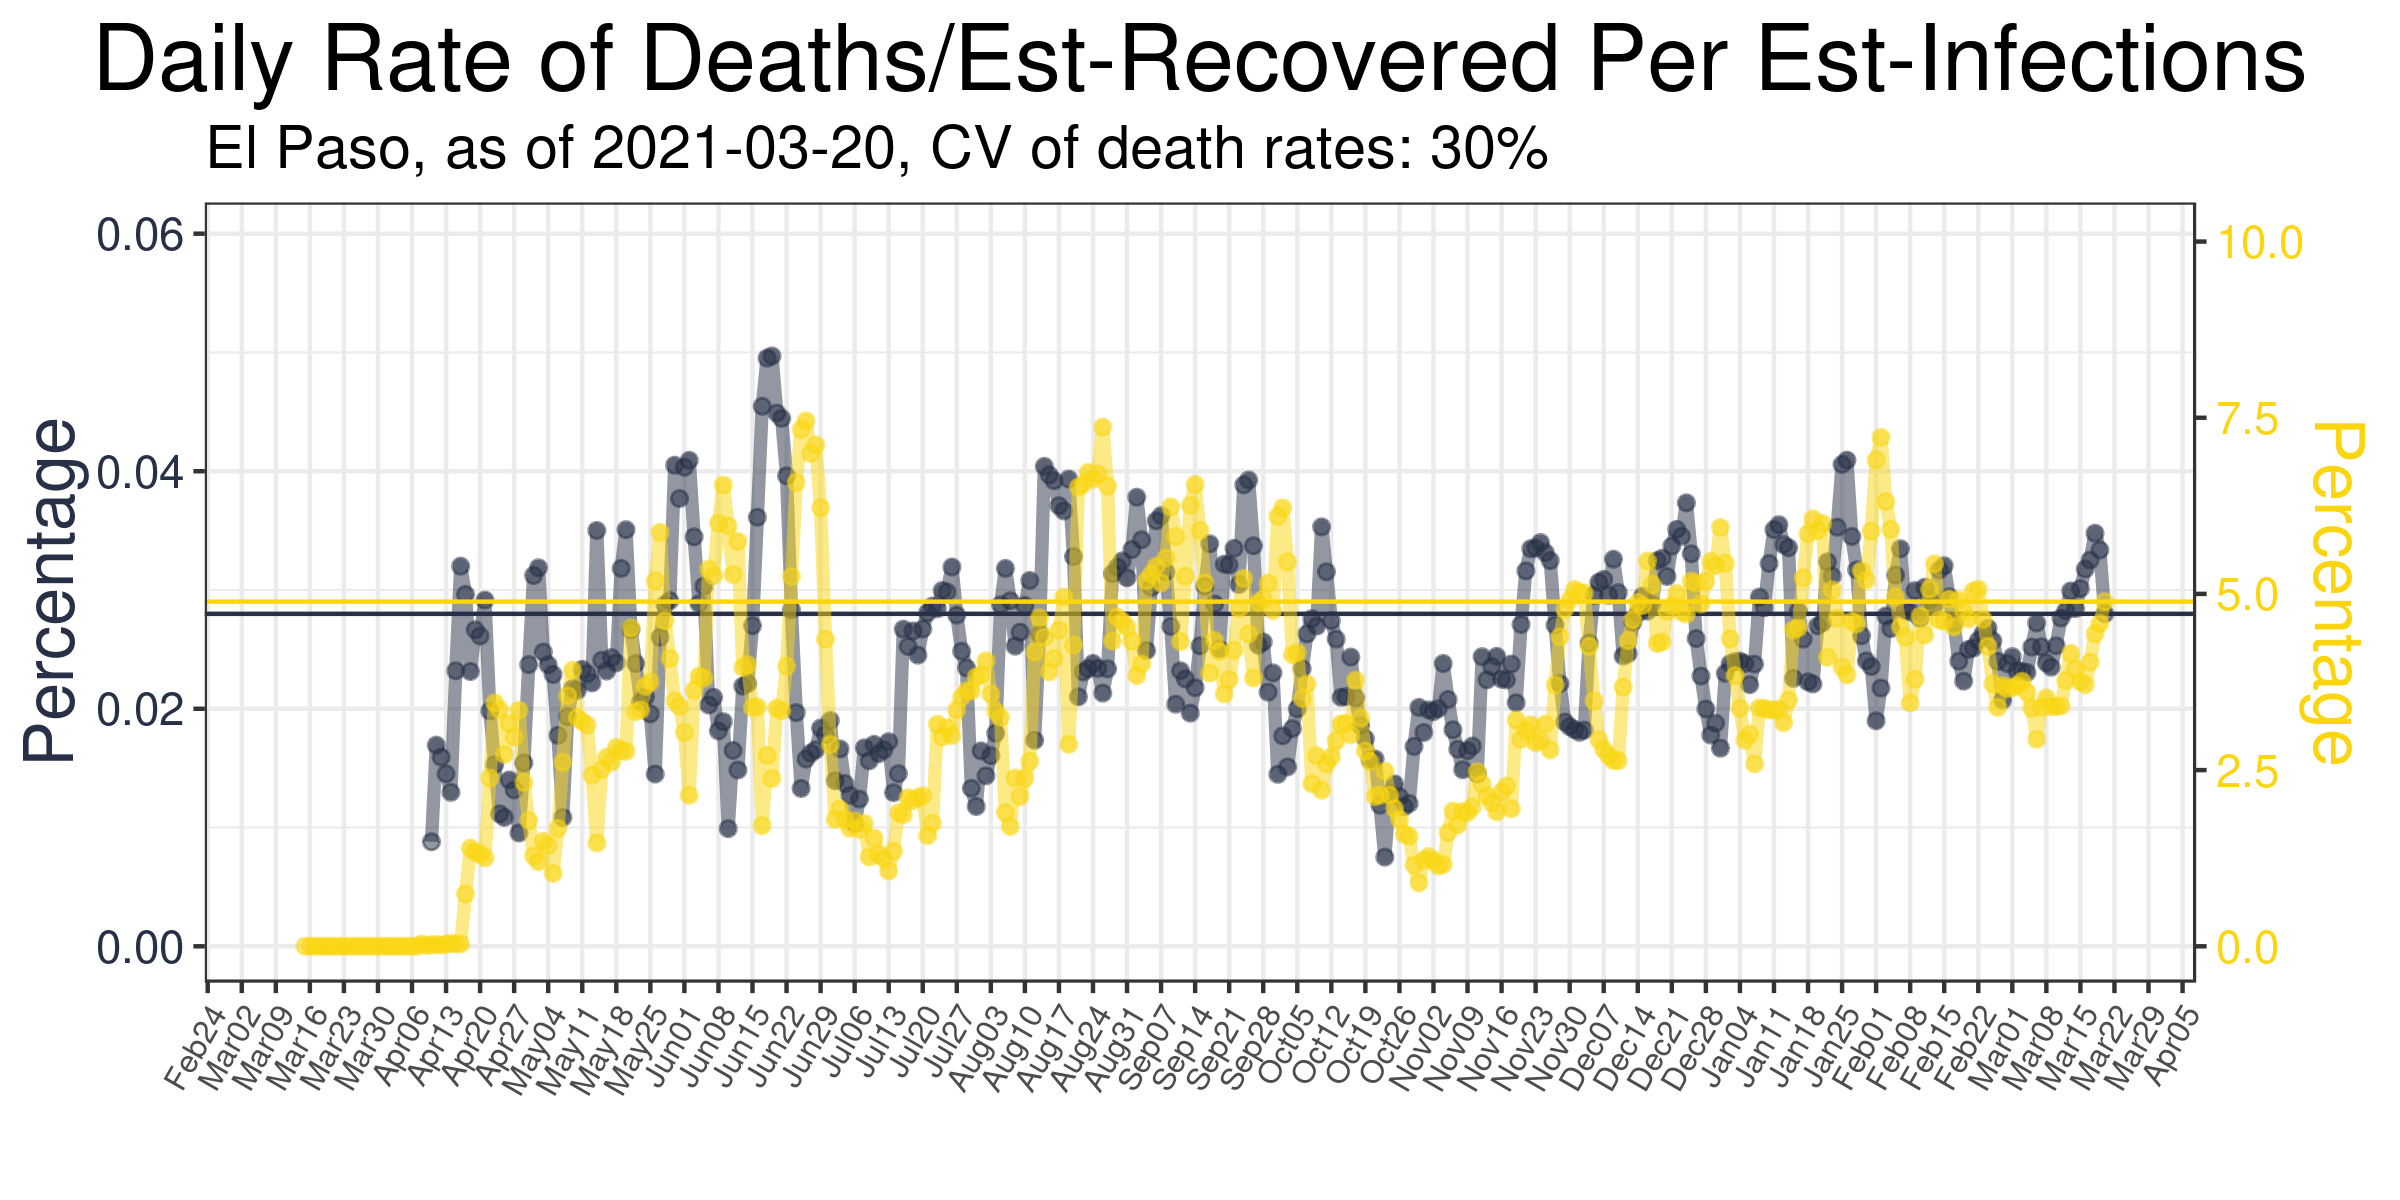 Daily Rate of Deaths/Est-Recovered Per Est-Infections
El Paso, as of 2021-03-20, CV of death rates: 30%
Percentage
0.06
0.04
0.02
0.00
10.0
7.5
5.0
2.5
0.0
Percentage
Feb24
Mar02
Mar09
Mar16
Mar23
Mar30
Apr06
Apr13
Apr20
Apr27
May04
May11
May18
May25
Jun01
Jun08
Jun15
Jun22
Jun29
Jul06
Jul13
Jul20
Jul27
Aug03
Aug10
Aug17
Aug24
Aug31
Sep07
Sep14
Sep21
Sep28
Oct05
Oct12
Oct19
Oct26
Nov02
Nov09
Nov16
Nov23
Nov30
Dec07
Dec14
Dec21
Dec28
Jan04
Jan11
Jan18
Jan25
Feb01
Feb08
Feb15
Feb22
Mar01
Mar08
Mar15
Mar22
Mar29
Apr05